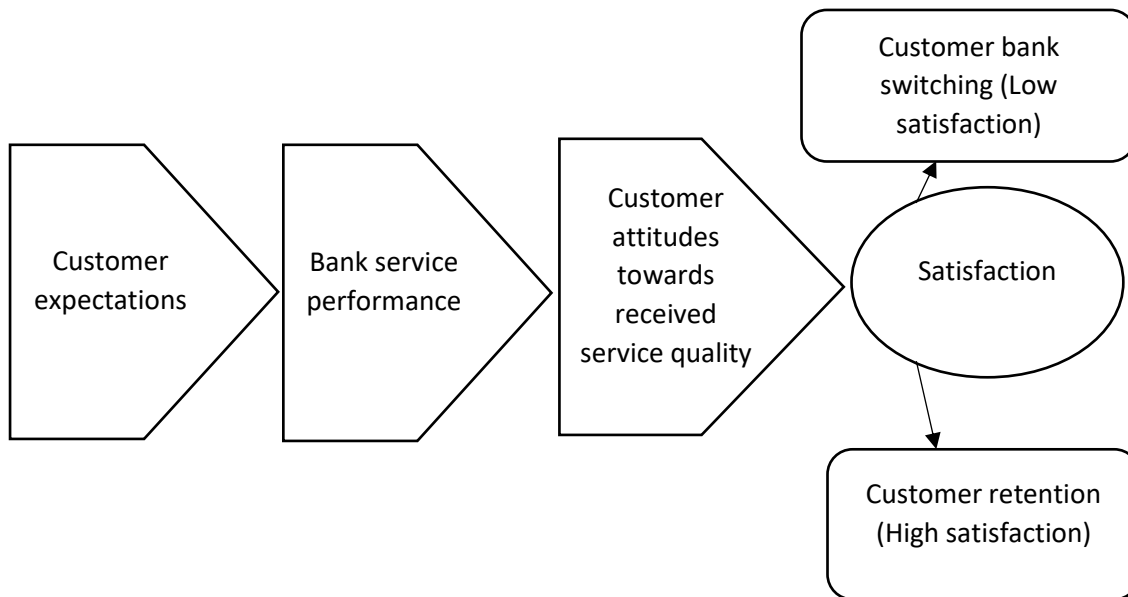 Customer
expectations
Bank service
performance
Customer
attitudes
towards
received
service quality
Satisfaction
Customer bank
switching (Low
satisfaction)
Customer retention
(High satisfaction)